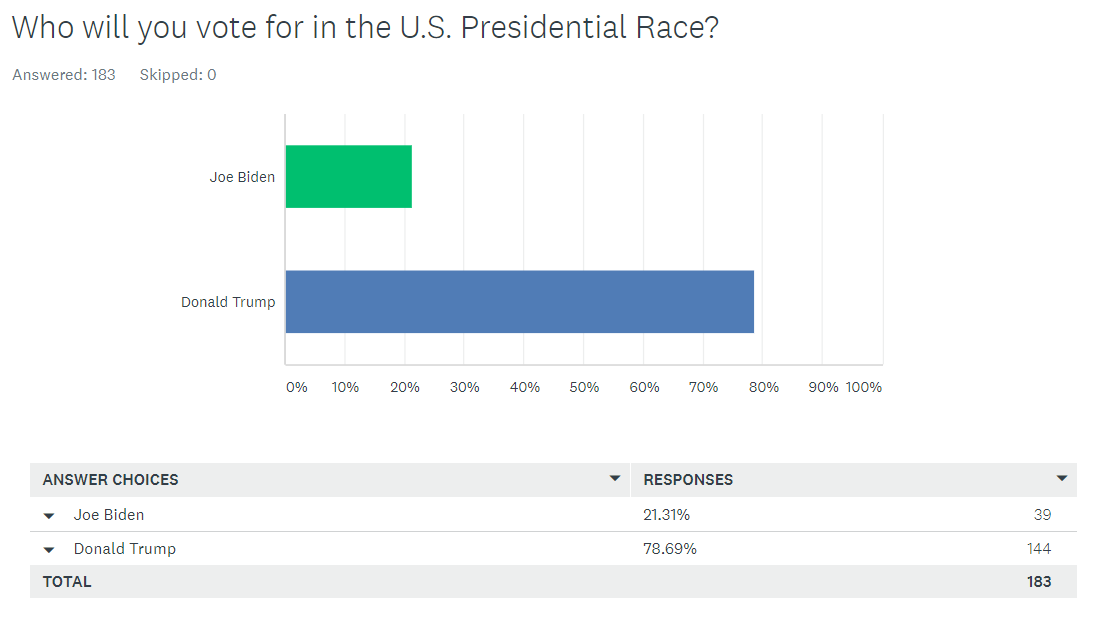 Who will you vote for in the U.S. Presidential Race?
Answered: 183 Skipped: 0
Joe Biden
Donald Trump
0% 10% 20% 30% 40% 50% 60% 70% 80% 90% 100%
ANSWER CHOICES RESPONSES
Joe Biden 21.31% 39
Donald Trump 78.69% 144
TOTAL 183